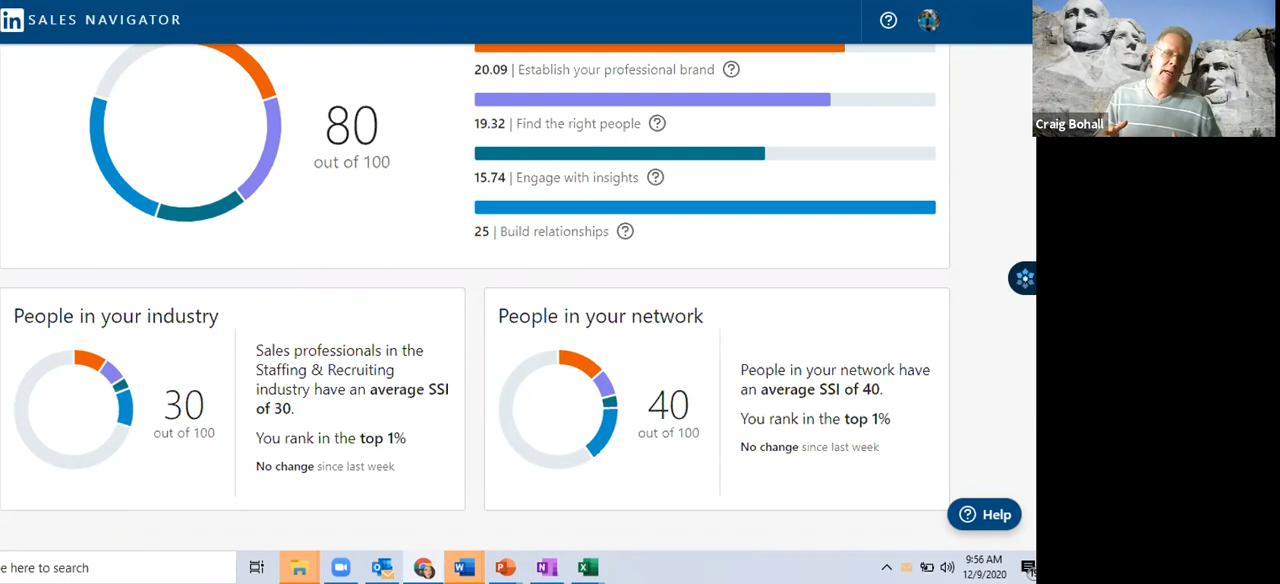 in SALES NAVIGATOR
80
out of 100
20.09 | Establish your professional brand
19.32 | Find the right people
15.74 | Engage with insights
25 | Build relationships
Craig Bohall
People in your industry
30
out of 100
Sales professionals in the
Staffing & Recruiting
industry have an average SSI
of 30.
You rank in the top 1%
No change since last week
People in your network
40
out of 100
People in your network have
an average SSI of 40.
You rank in the top 1%
No change since last week
Help
e here to search
9:56 AM
12/9/2020